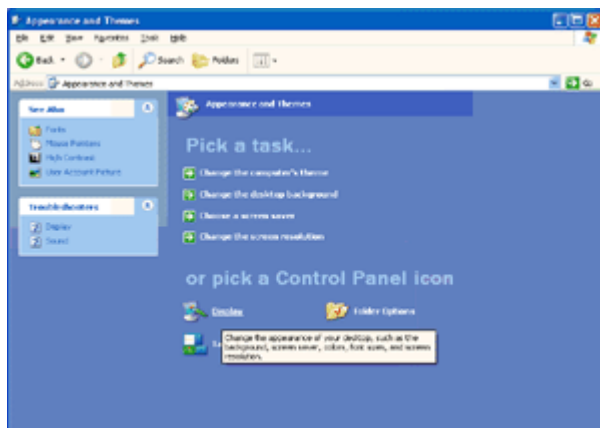 Appearance and Themes
File Edit View Favorites Tools Help
Back Search Folders
Address Appearance and Themes
See Also
Fonts
Mouse Pointers
High Contrast
User Account Picture
Troubleshooters
Display
Sound
Appearance and Themes
Pick a task...
Change the computer's theme
Change the desktop background
Choose a screen saver
Change the screen resolution
or pick a Control Panel icon
Display
Folder Options
Change the appearance of your desktop, such as the
background, screen saver, colors, font sizes, and screen
resolution.